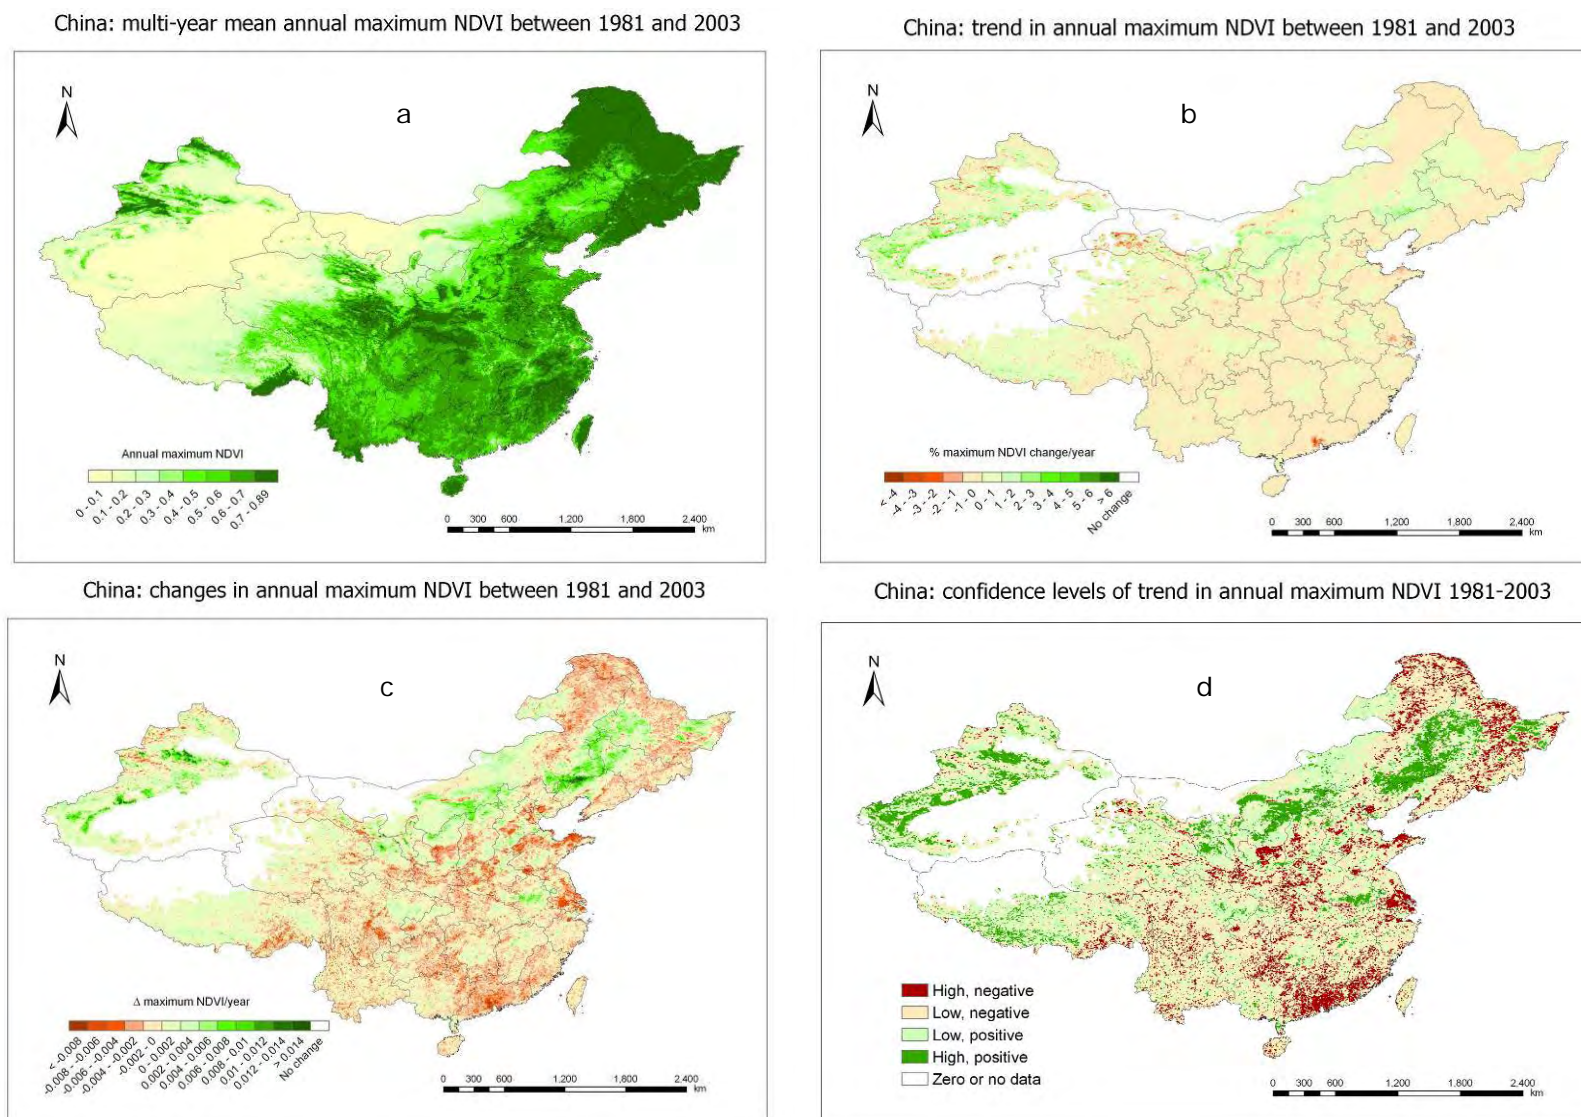 China: multi-year mean annual maximum NDVI between 1981 and 2003
N
a
Annual maximum NDVI
0 - 0.1
0.1 - 0.2
0.2 - 0.3
0.3 - 0.4
0.4 - 0.5
0.5 - 0.6
0.6 - 0.7
0.7 - 0.89
0 300 600 1,200 1,800 2,400
km
China: trend in annual maximum NDVI between 1981 and 2003
N
b
% maximum NDVI change/year
< -4
-4 - -3
-3 - -2
-2 - -1
-1 - 0
0 - 1
1 - 2
2 - 3
3 - 4
4 - 5
5 - 6
> 6
No change
0 300 600 1,200 1,800 2,400
km
China: changes in annual maximum NDVI between 1981 and 2003
N
c
Δ maximum NDVI/year
< -0.008
-0.008 - -0.006
-0.006 - -0.004
-0.004 - -0.002
-0.002 - 0
0 - 0.002
0.002 - 0.004
0.004 - 0.006
0.006 - 0.008
0.008 - 0.01
0.01 - 0.012
0.012 - 0.014
> 0.014
No change
0 300 600 1,200 1,800 2,400
km
China: confidence levels of trend in annual maximum NDVI 1981-2003
N
d
High, negative
Low, negative
Low, positive
High, positive
Zero or no data
0 300 600 1,200 1,800 2,400
km